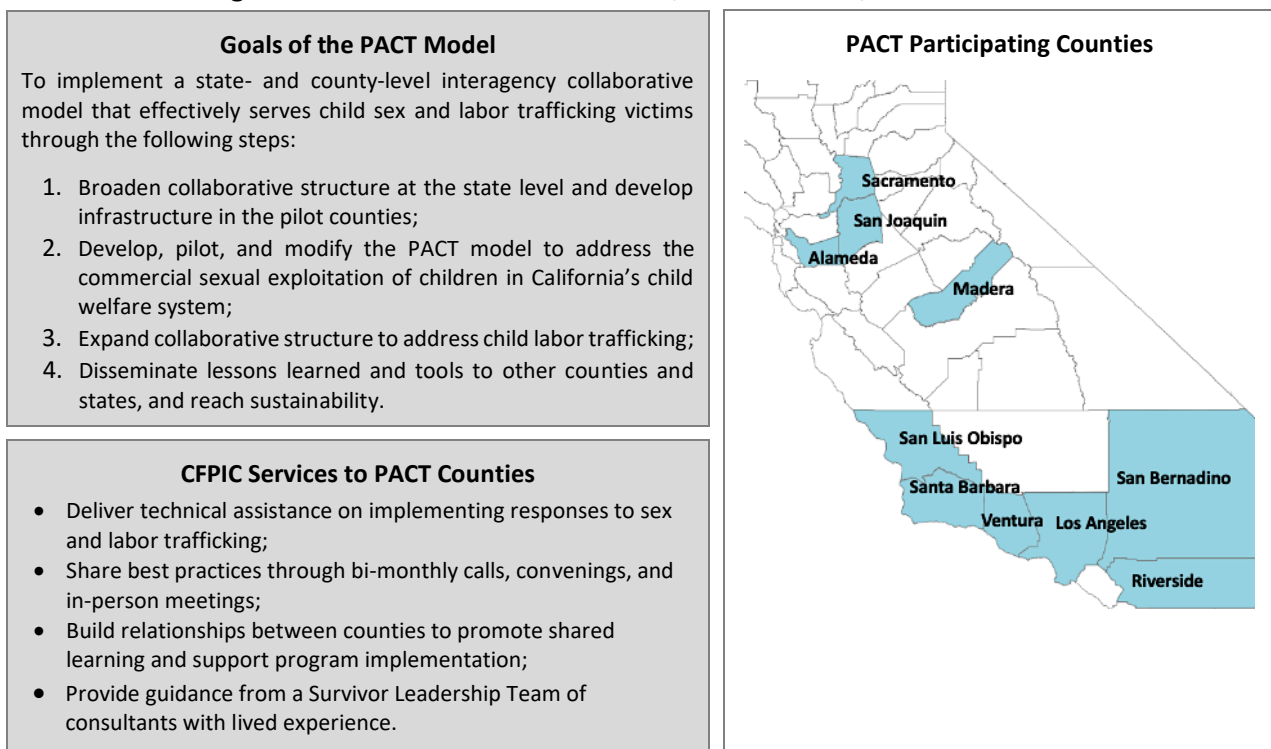 Goals of the PACT Model
To implement a state- and county-level interagency collaborative
model that effectively serves child sex and labor trafficking victims
through the following steps:
1. Broaden collaborative structure at the state level and develop
infrastructure in the pilot counties;
2. Develop, pilot, and modify the PACT model to address the
commercial sexual exploitation of children in California's child
welfare system;
3. Expand collaborative structure to address child labor trafficking;
4. Disseminate lessons learned and tools to other counties and
states, and reach sustainability.
CFPIC Services to PACT Counties
• Deliver technical assistance on implementing responses to sex
and labor trafficking;
• Share best practices through bi-monthly calls, convenings, and
in-person meetings;
• Build relationships between counties to promote shared
learning and support program implementation;
• Provide guidance from a Survivor Leadership Team of
consultants with lived experience.
PACT Participating Counties
Sacramento
San Joaquin
Alameda
Madera
San Luis Obispo
Santa Barbara
San Bernadino
Ventura
Los Angeles
Riverside